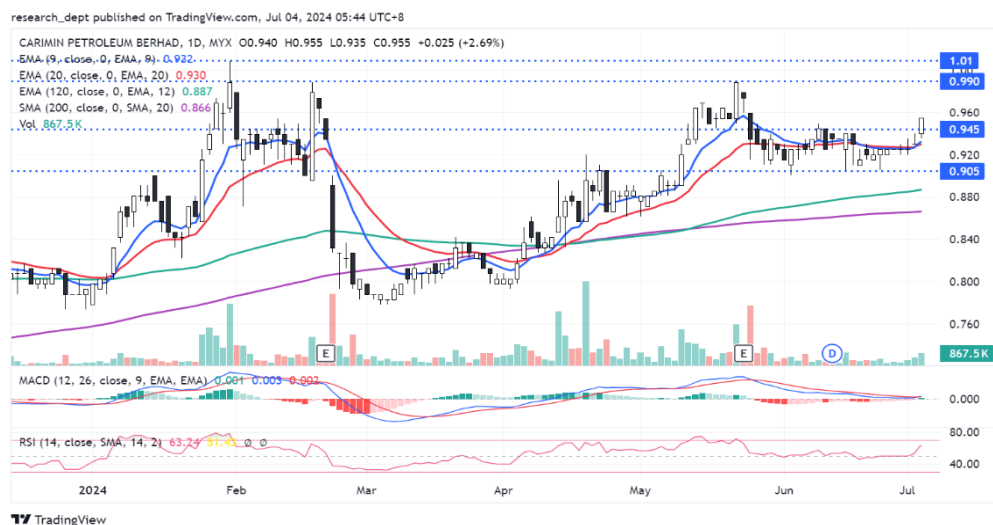 research_dept published on TradingView.com, Jul 04, 2024 05:44 UTC+8
CARIMIN PETROLEUM BERHAD, 1D, MYX O0.940 H0.955 L0.935 C0.955 +0.025 (+2.69%)
EMA (9, close, 0, EMA, 9) 0.932
EMA (20, close, 0, EMA, 20) 0.930
EMA (120, close, 0, EMA, 12) 0.887
SMA (200, close, 0, SMA, 20) 0.866
Vol 867.5K
1.01
1.00
0.990
0.960
0.945
0.920
0.905
0.880
0.840
0.800
0.760
E
E
D
867.5K
MACD (12, 26, close, 9, EMA, EMA) 0.001 0.003 0.002
0.000
RSI (14, close, SMA, 14, 2) 63.24 51.45 ∅ ∅
80.00
40.00
2024 Feb Mar Apr May Jun Jul
TradingView